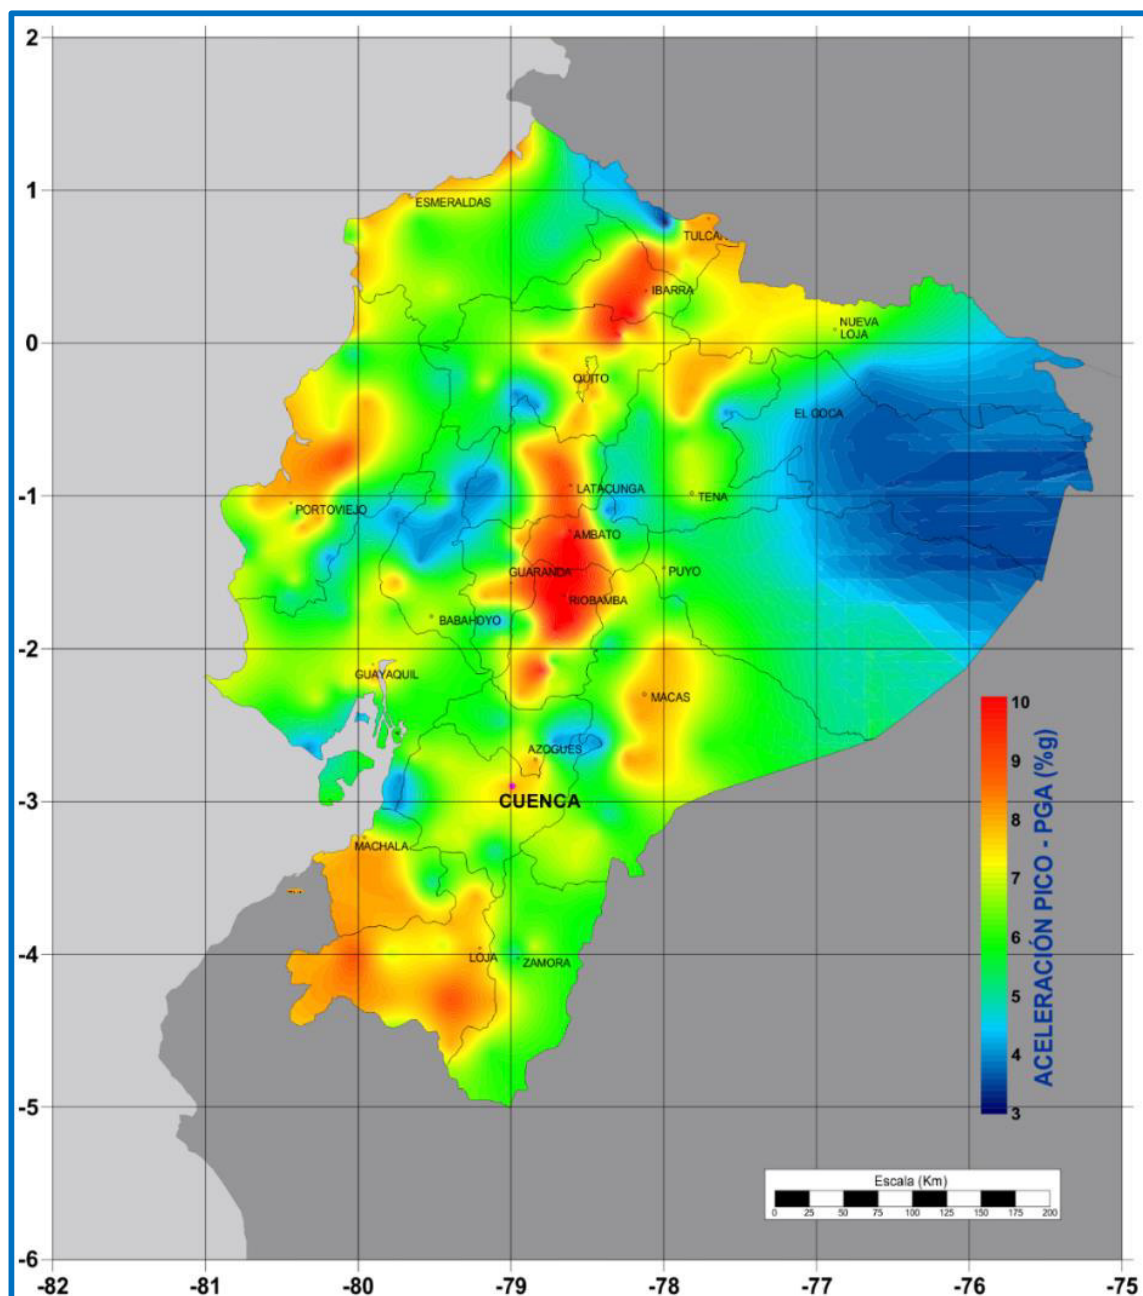 2
1
0
-1
-2
-3
-4
-5
-6
-82
-81
-80
-79
-78
-77
-76
-75
ESMERALDAS
TULCAN
IBARRA
NUEVA
LOJA
QUITO
EL COCA
LATACUNGA
TENA
PORTOVIEJO
AMBATO
GUARANDA
PUYO
RIOBAMBA
BABAHOYO
GUAYAQUIL
MACAS
AZOGUES
CUENCA
MACHALA
LOJA
ZAMORA
10
9
8
7
6
5
4
3
ACELERACIÓN PICO - PGA (%g)
Escala (Km)
0 25 50 75 100 125 150 175 200